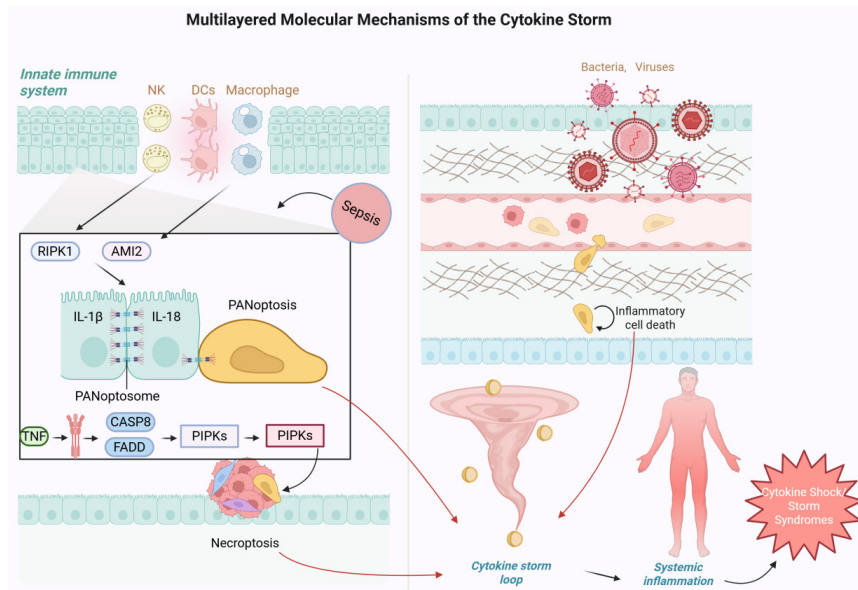 Multilayered Molecular Mechanisms of the Cytokine Storm
Innate immune
system
NK DCs Macrophage
Sepsis
RIPK1 AMI2
IL-1β IL-18
PANoptosis
PANoptosome
TNF
CASP8
FADD
PIPKs
PIPKs
Necroptosis
Bacteria, Viruses
Inflammatory
cell death
Cytokine storm
loop
Systemic
inflammation
Cytokine Shock/
Storm
Syndromes